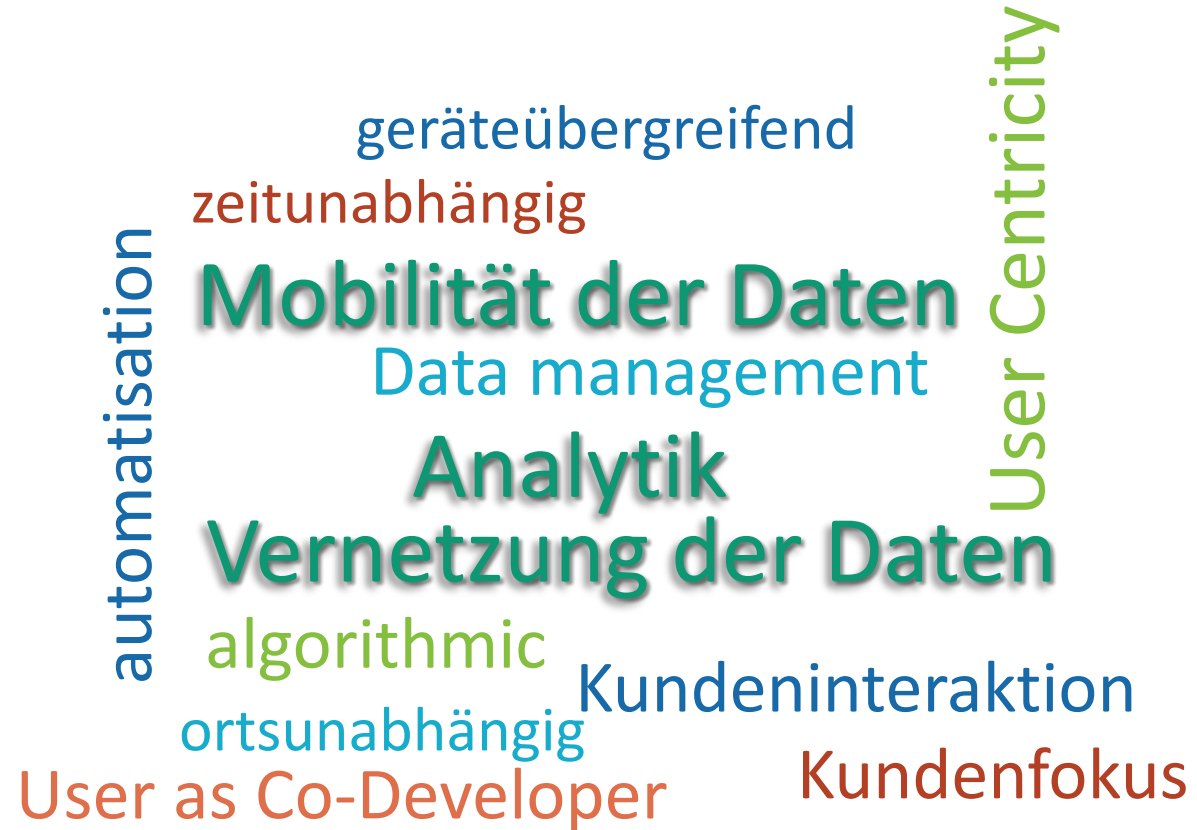 geräteübergreifend
zeitunabhängig
User Centricity
automatisation
Mobilität der Daten
Data management
Analytik
Vernetzung der Daten
algorithmic
Kundeninteraktion
ortsunabhängig
Kundenfokus
User as Co-Developer